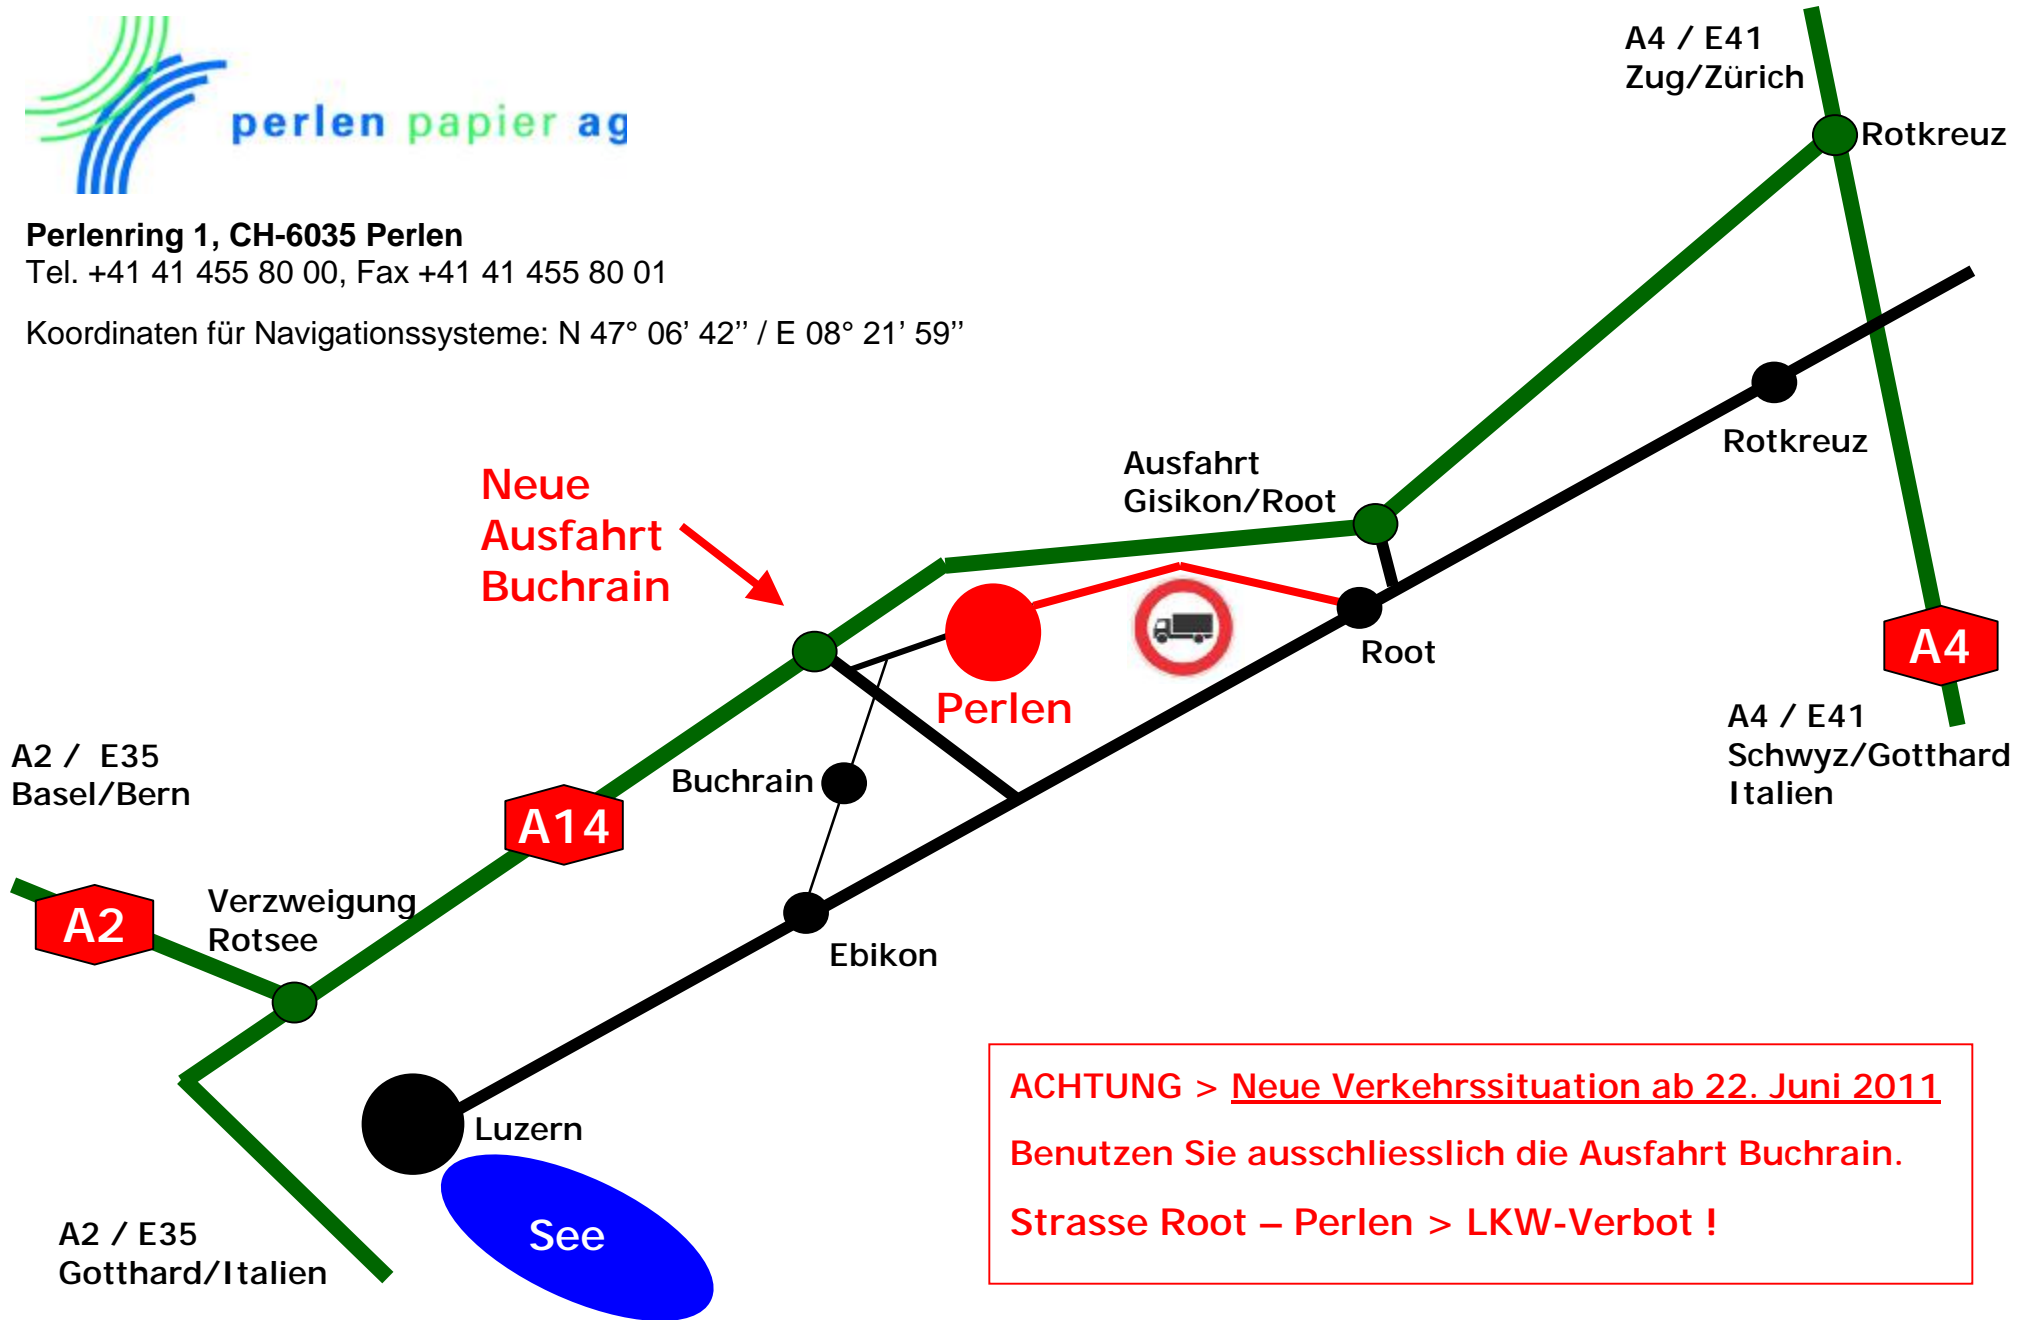 perlen papier ag
Perlenring 1, CH-6035 Perlen
Tel. +41 41 455 80 00, Fax +41 41 455 80 01
Koordinaten für Navigationssysteme: N 47° 06’ 42’’ / E 08° 21’ 59’’
A4 / E41
Zug/Zürich
Rotkreuz
Rotkreuz
Ausfahrt
Gisikon/Root
Neue
Ausfahrt
Buchrain
Root
A4
Perlen
A4 / E41
Schwyz/Gotthard
Italien
A2 / E35
Basel/Bern
Buchrain
A14
A2
Verzweigung
Rotsee
Ebikon
Luzern
See
A2 / E35
Gotthard/Italien
ACHTUNG > Neue Verkehrssituation ab 22. Juni 2011
Benutzen Sie ausschliesslich die Ausfahrt Buchrain.
Strasse Root – Perlen > LKW-Verbot !